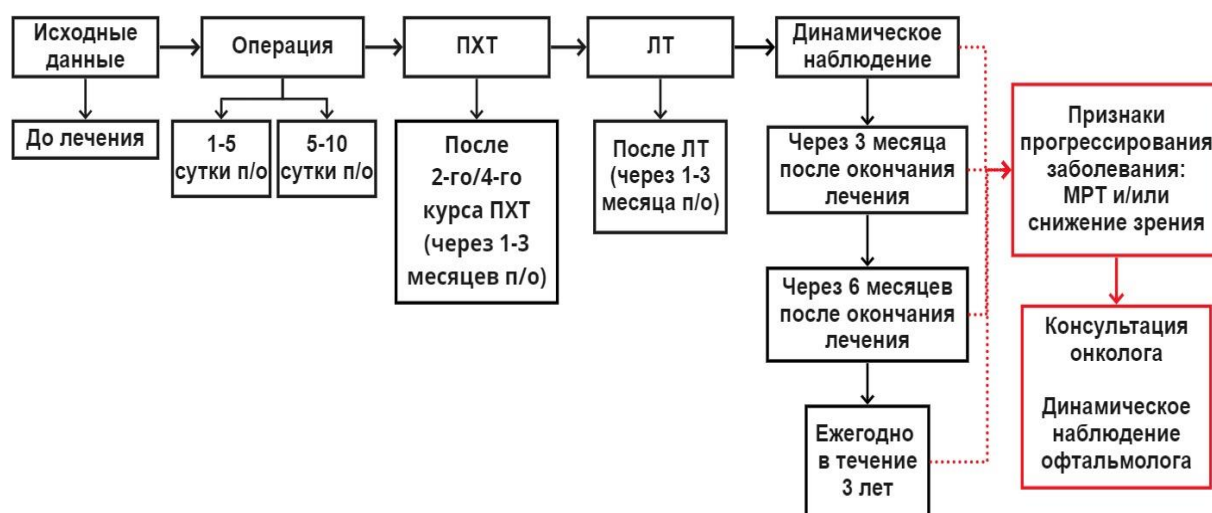 Исходные
данные
Операция
ПХТ
ЛТ
Динамическое
наблюдение
До лечения
1-5
сутки п/о
5-10
сутки п/о
После
2-го/4-го
курса ПХТ
(через 1-3
месяцев п/о)
После ЛТ
(через 1-3
месяца п/о)
Через 3 месяца
после окончания
лечения
Через 6 месяцев
после окончания
лечения
Ежегодно
в течение
3 лет
Признаки
прогрессирования
заболевания:
МРТ и/или
снижение зрения
Консультация
онколога
Динамическое
наблюдение
офтальмолога